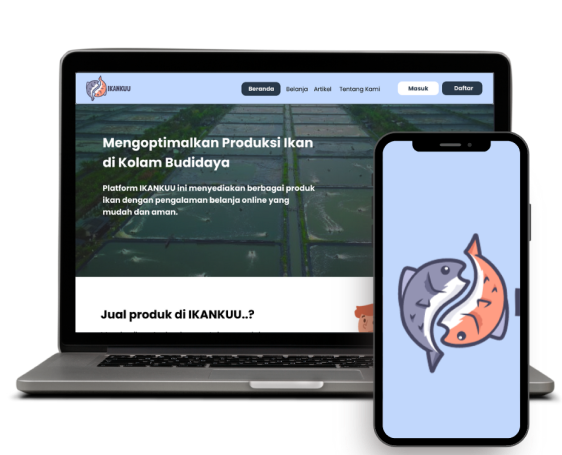 IKANKUU
Beranda Belanja Artikel Tentang Kami Masuk Daftar
Mengoptimalkan Produksi Ikan
di Kolam Budidaya
Platform IKANKUU ini menyediakan berbagai produk
ikan dengan pengalaman belanja online yang
mudah dan aman.
Jual produk di IKANKUU..?